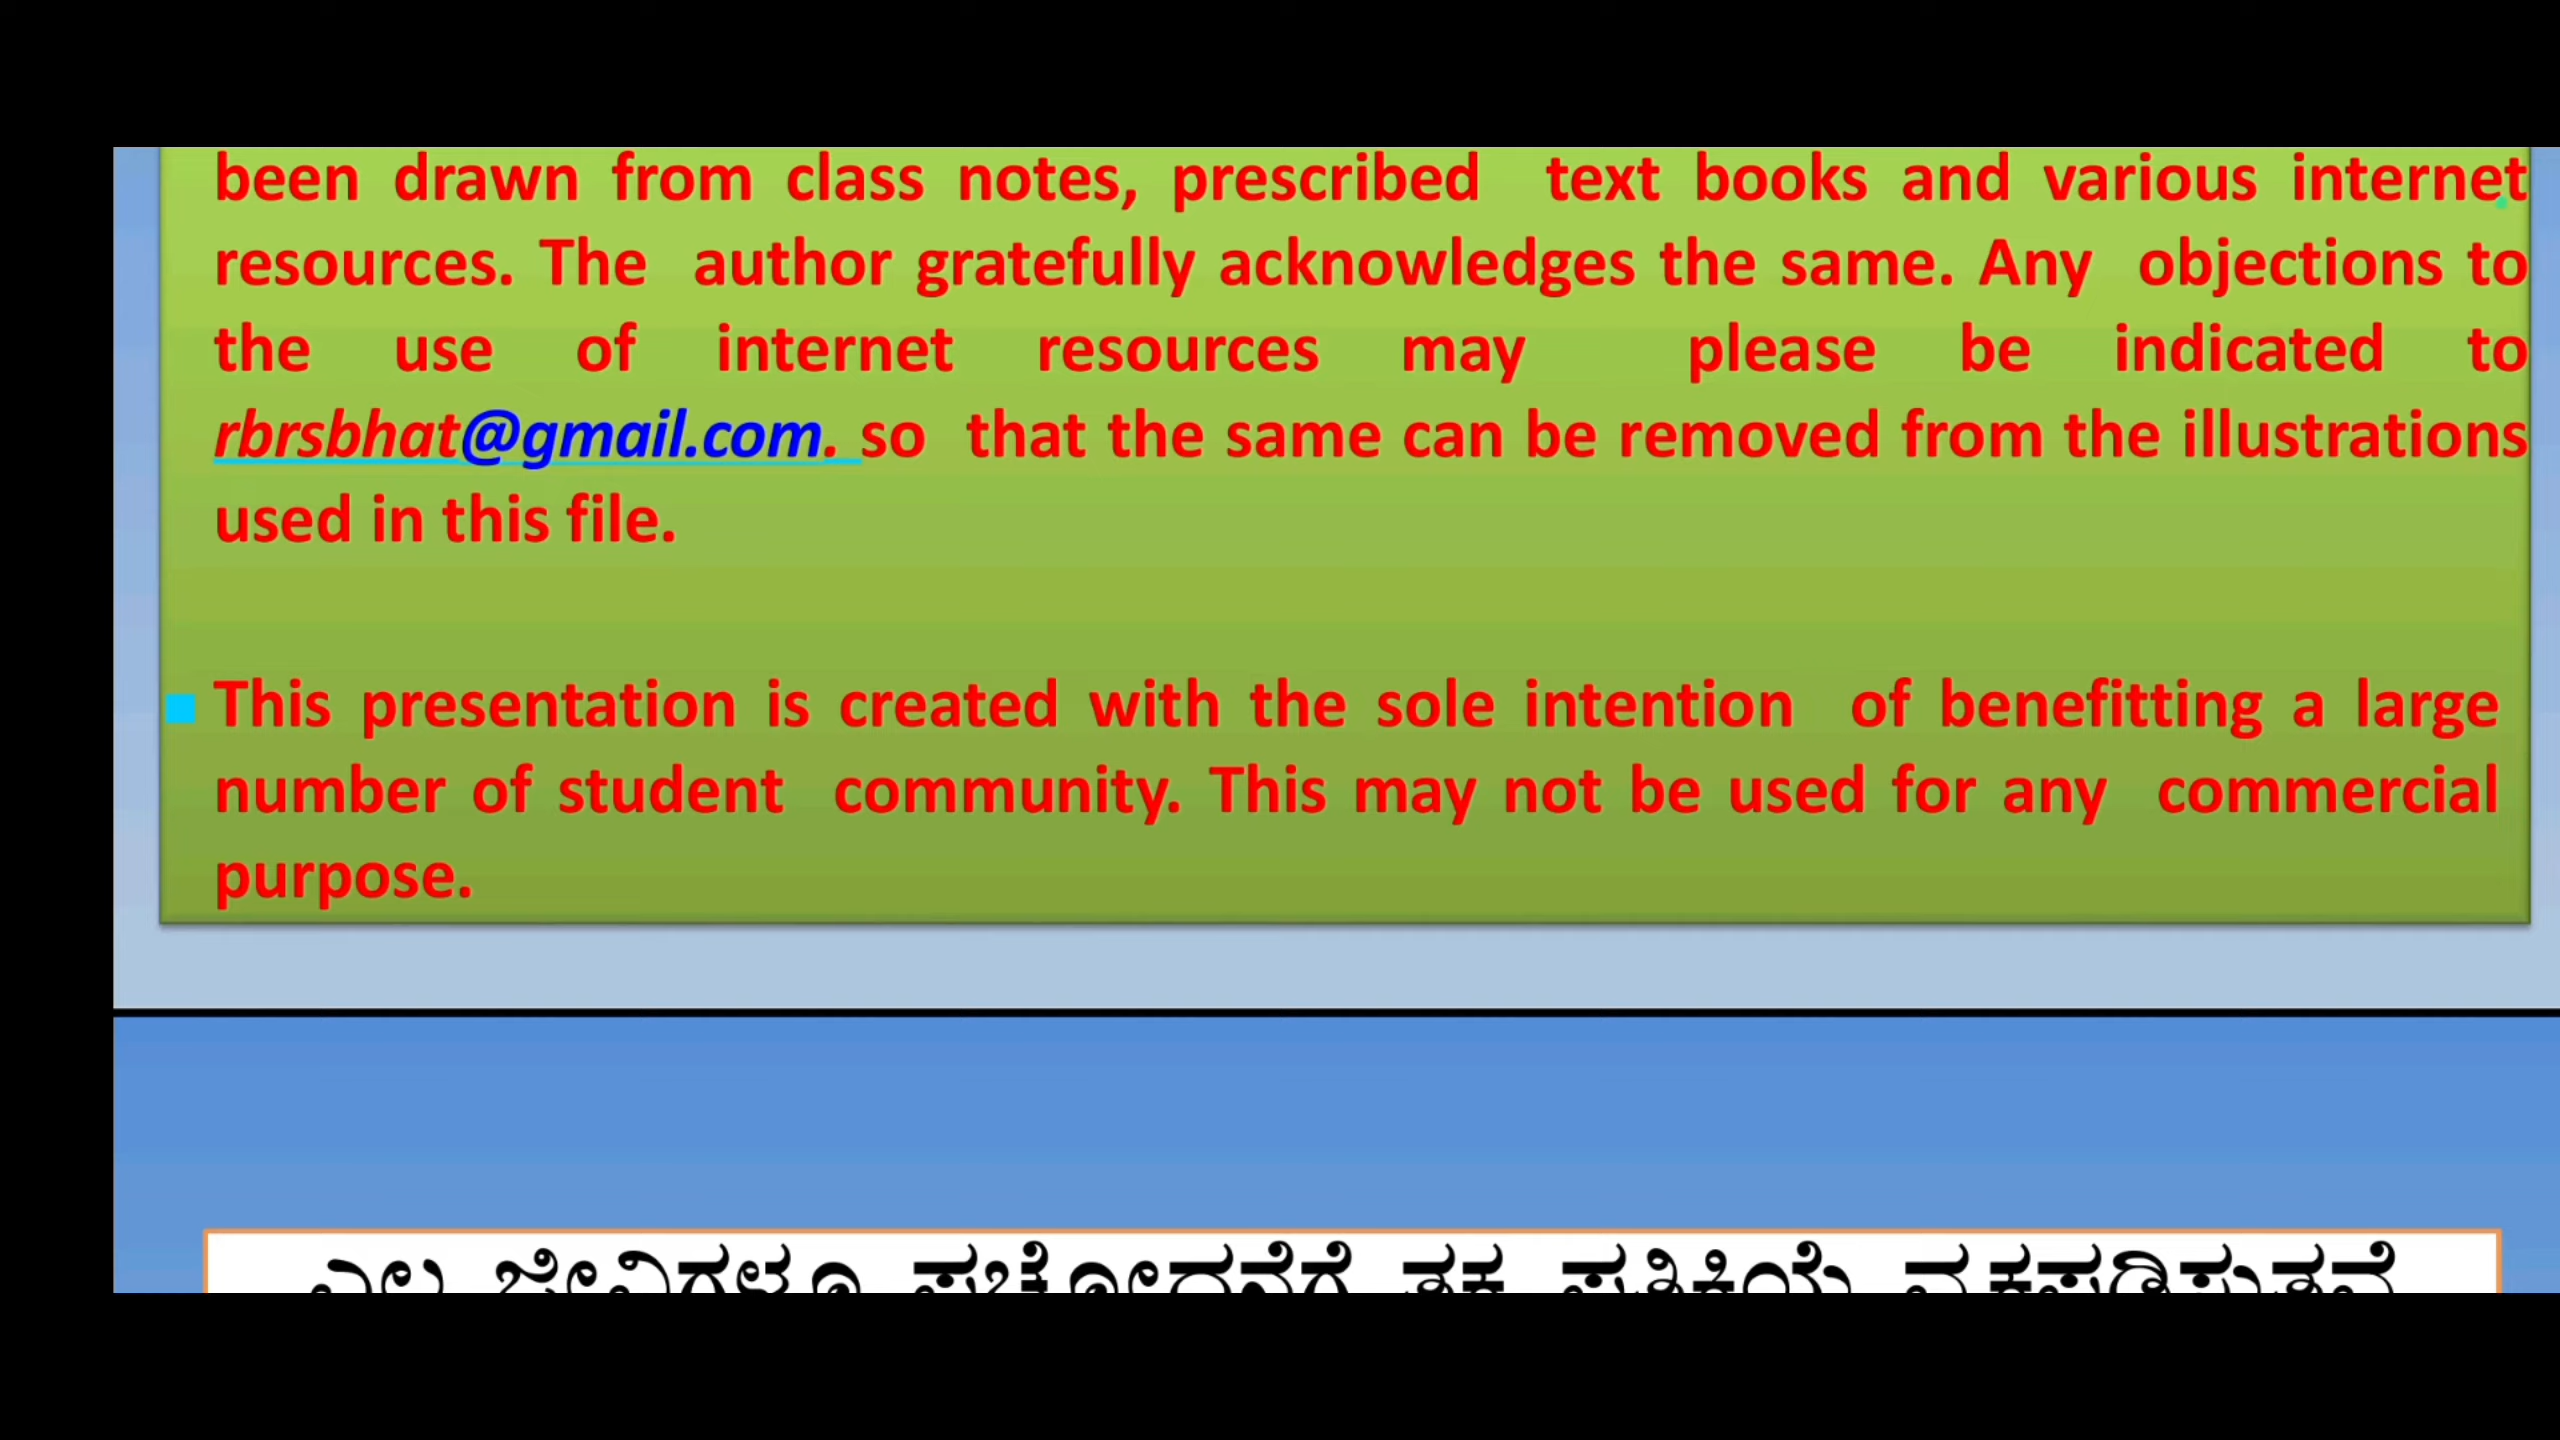 been drawn from class notes, prescribed text books and various internet
resources. The author gratefully acknowledges the same. Any objections to
the use of internet resources may please be indicated to
rbrsbhat@gmail.com. so that the same can be removed from the illustrations
used in this file.
This presentation is created with the sole intention of benefitting a large
number of student community. This may not be used for any commercial
purpose.